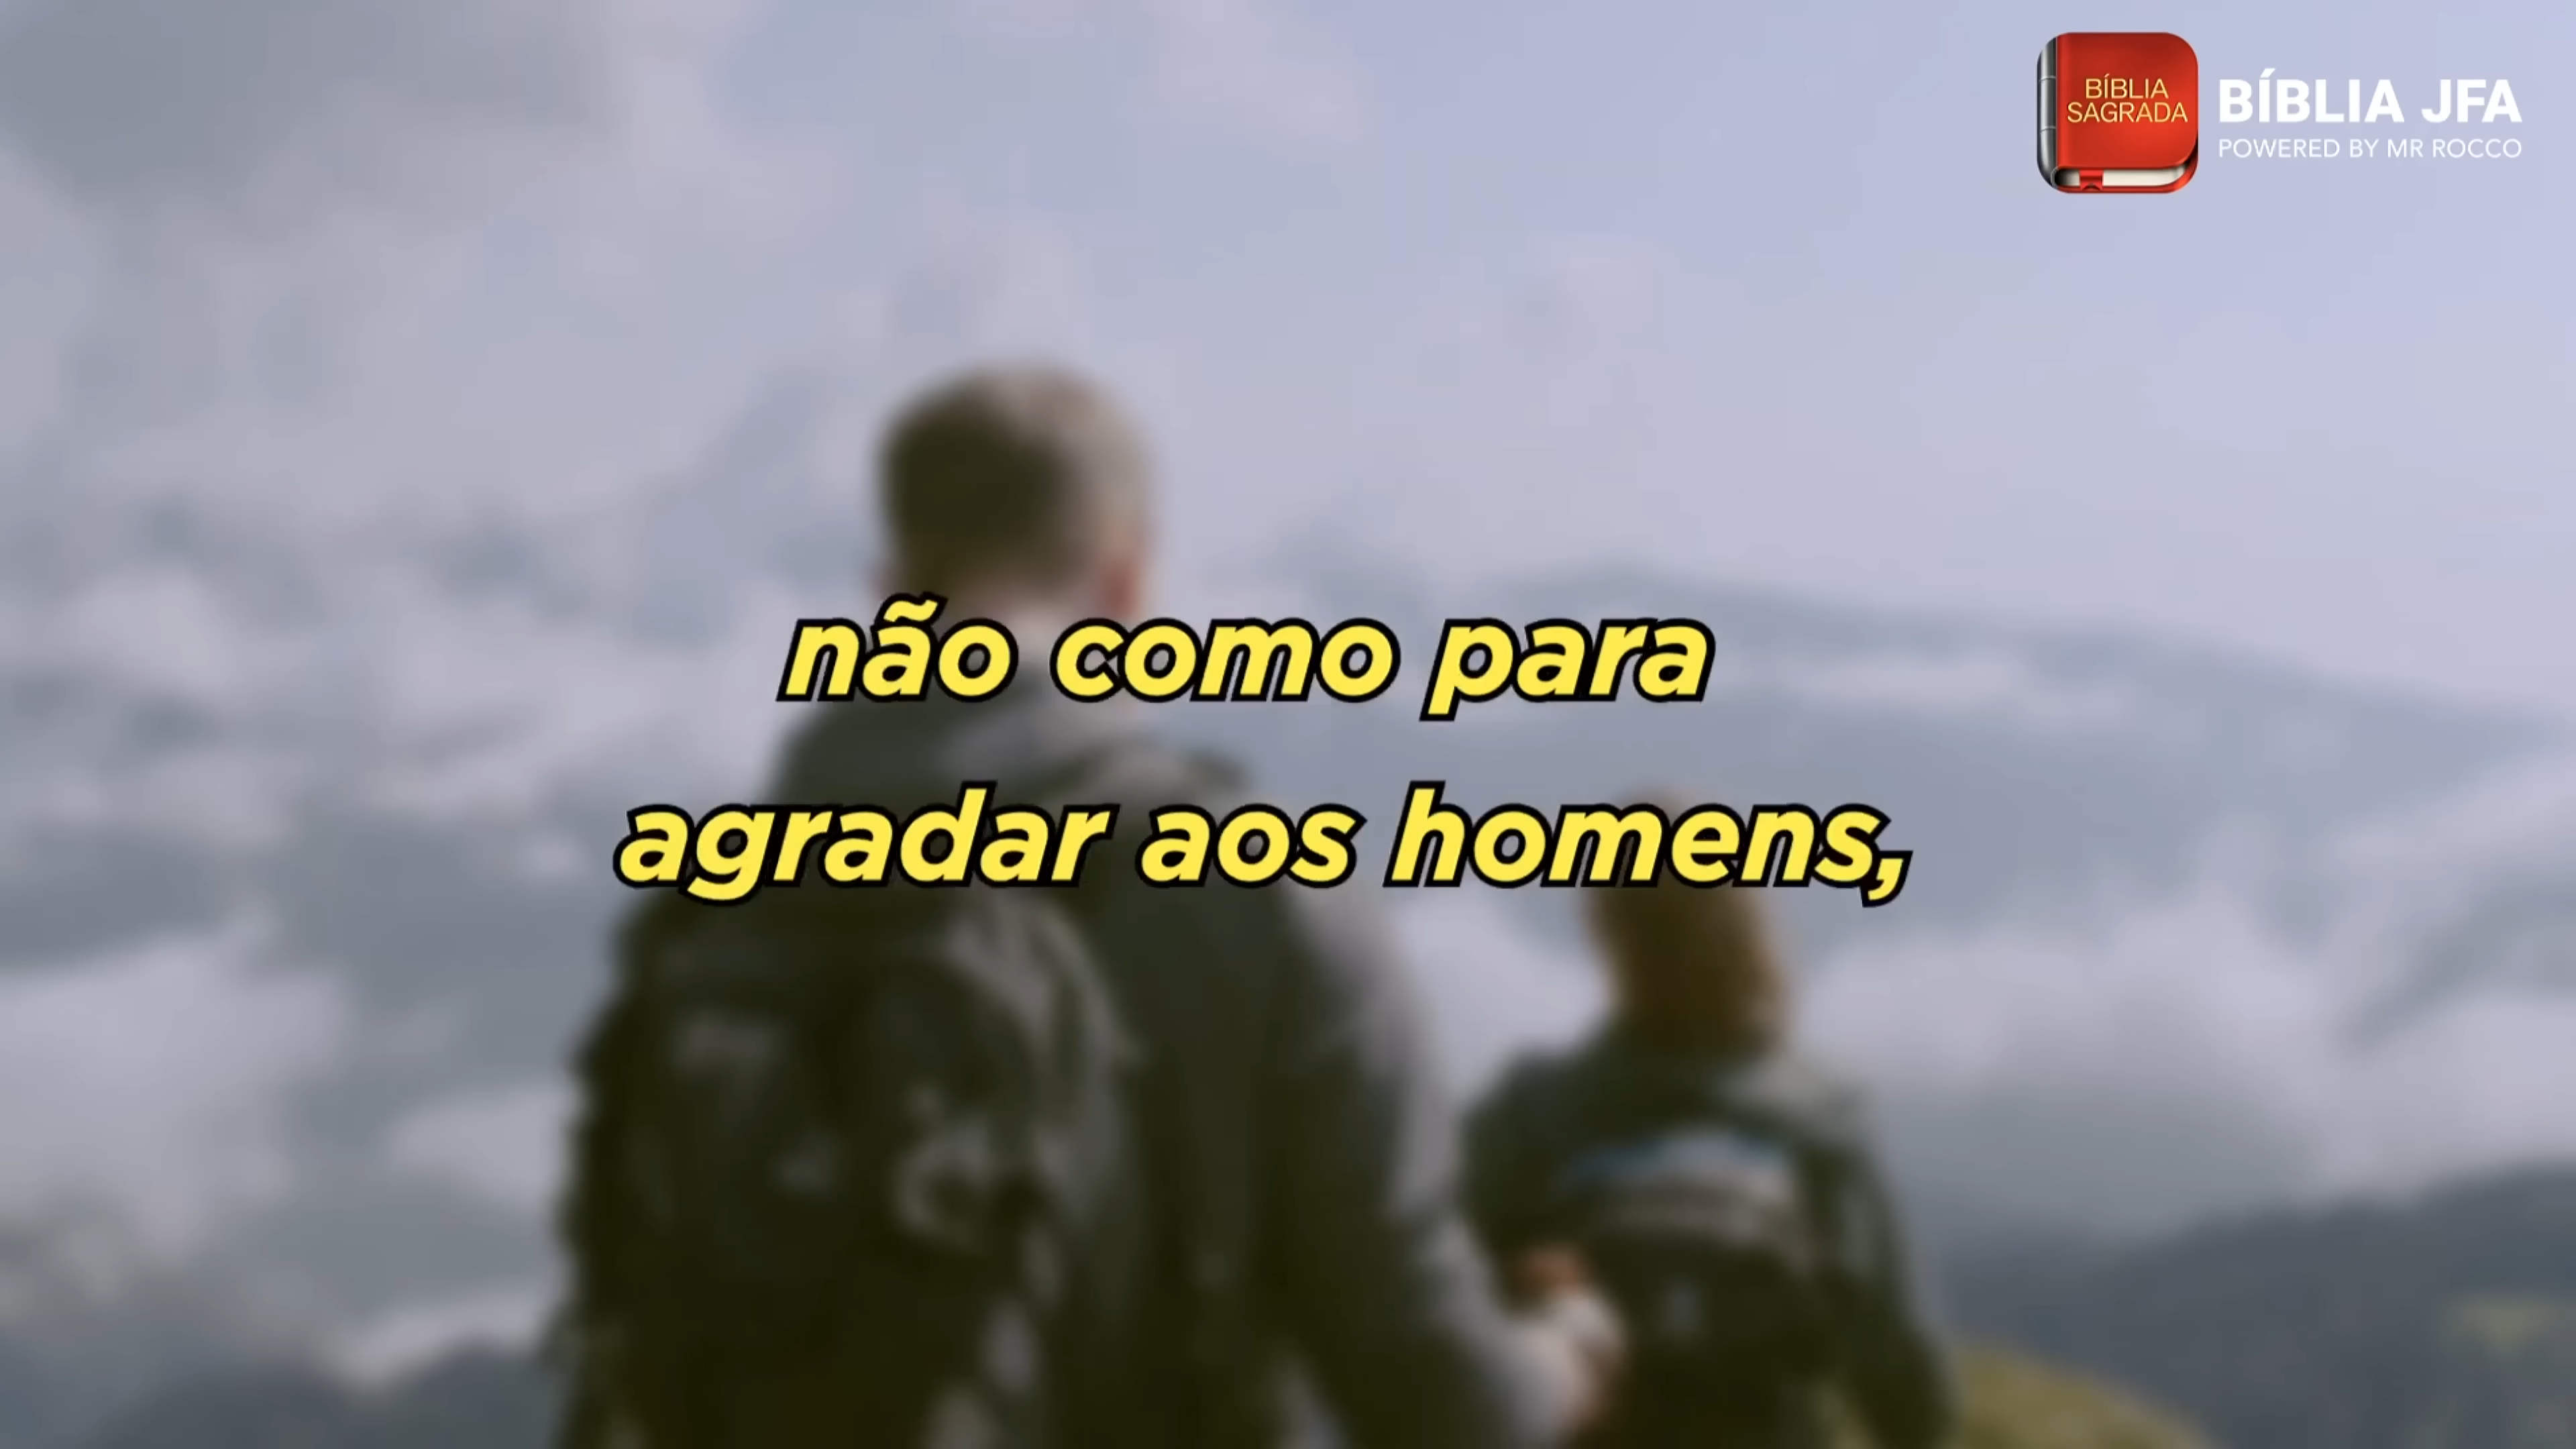 BÍBLIA
SAGRADA
BÍBLIA JFA
POWERED BY MR ROCCO
não como para
agradar aos homens,